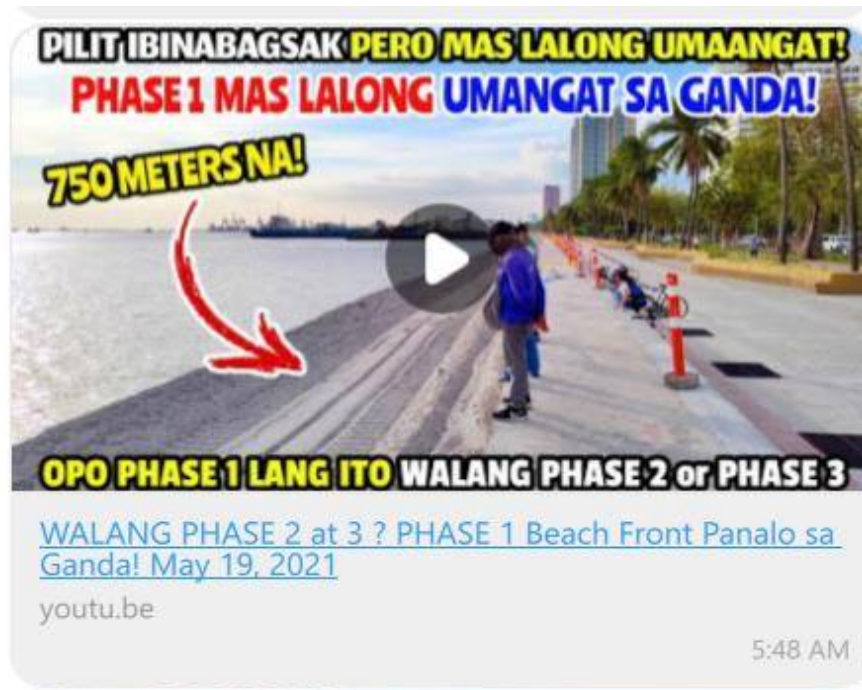 PILIT IBINABAGSAK PERO MAS LALONG UMAANGAT!
PHASE 1 MAS LALONG UMANGAT SA GANDA!
750 METERS NA!
OPO PHASE 1 LANG ITO WALANG PHASE 2 or PHASE 3
WALANG PHASE 2 at 3 ? PHASE 1 Beach Front Panalo sa
Ganda! May 19, 2021
youtu.be
5:48 AM